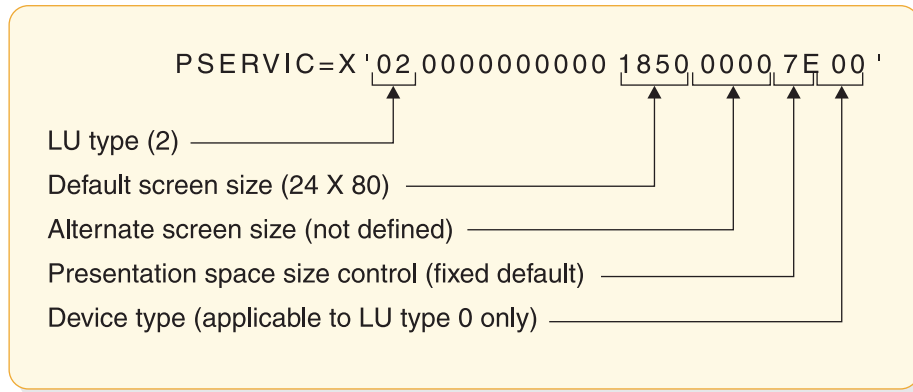 PSERVIC=X'02 0000000000 1850 0000 7E 00'
LU type (2)
Default screen size (24 X 80)
Alternate screen size (not defined)
Presentation space size control (fixed default)
Device type (applicable to LU type 0 only)